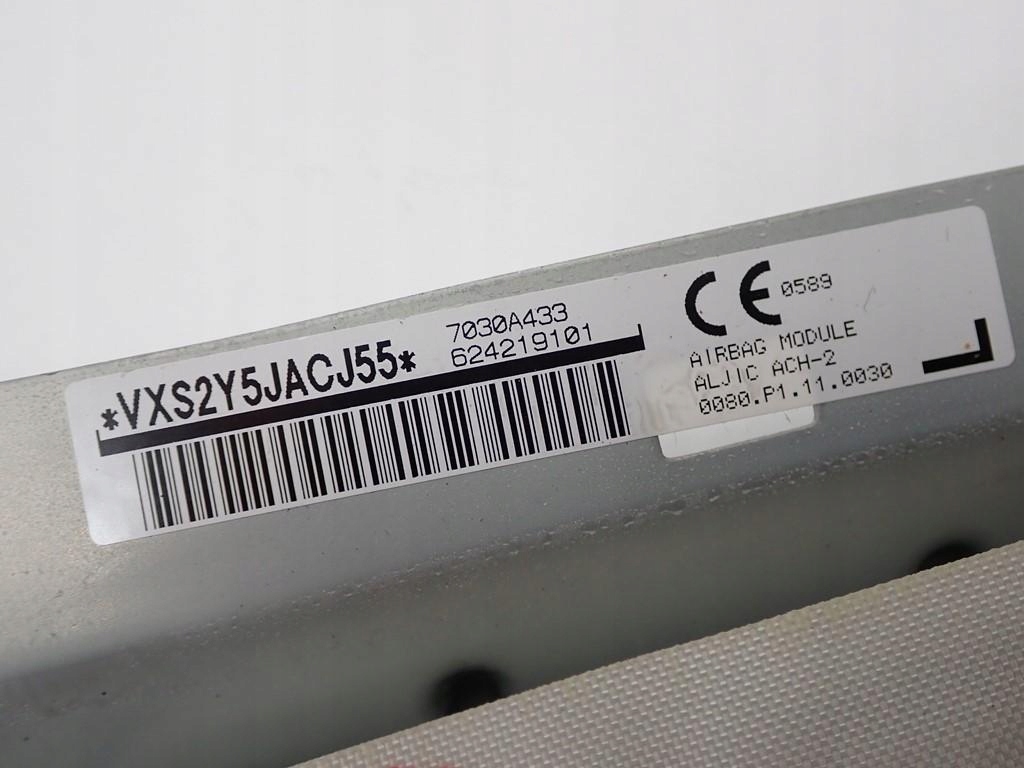 *VXS2Y5JACJ55*
7030A433
624219101
CE 0589
AIRBAG MODULE
ALJIC ACH-2
0080.P1.11.0030